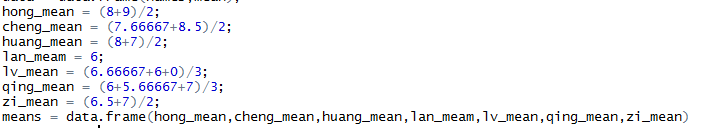 hong_mean = (8+9)/2;
cheng_mean = (7.66667+8.5)/2;
huang_mean = (8+7)/2;
lan_meam = 6;
lv_mean = (6.66667+6+0)/3;
qing_mean = (6+5.66667+7)/3;
zi_mean = (6.5+7)/2;
means = data.frame(hong_mean,cheng_mean,huang_mean,lan_meam,lv_mean,qing_mean,zi_mean)